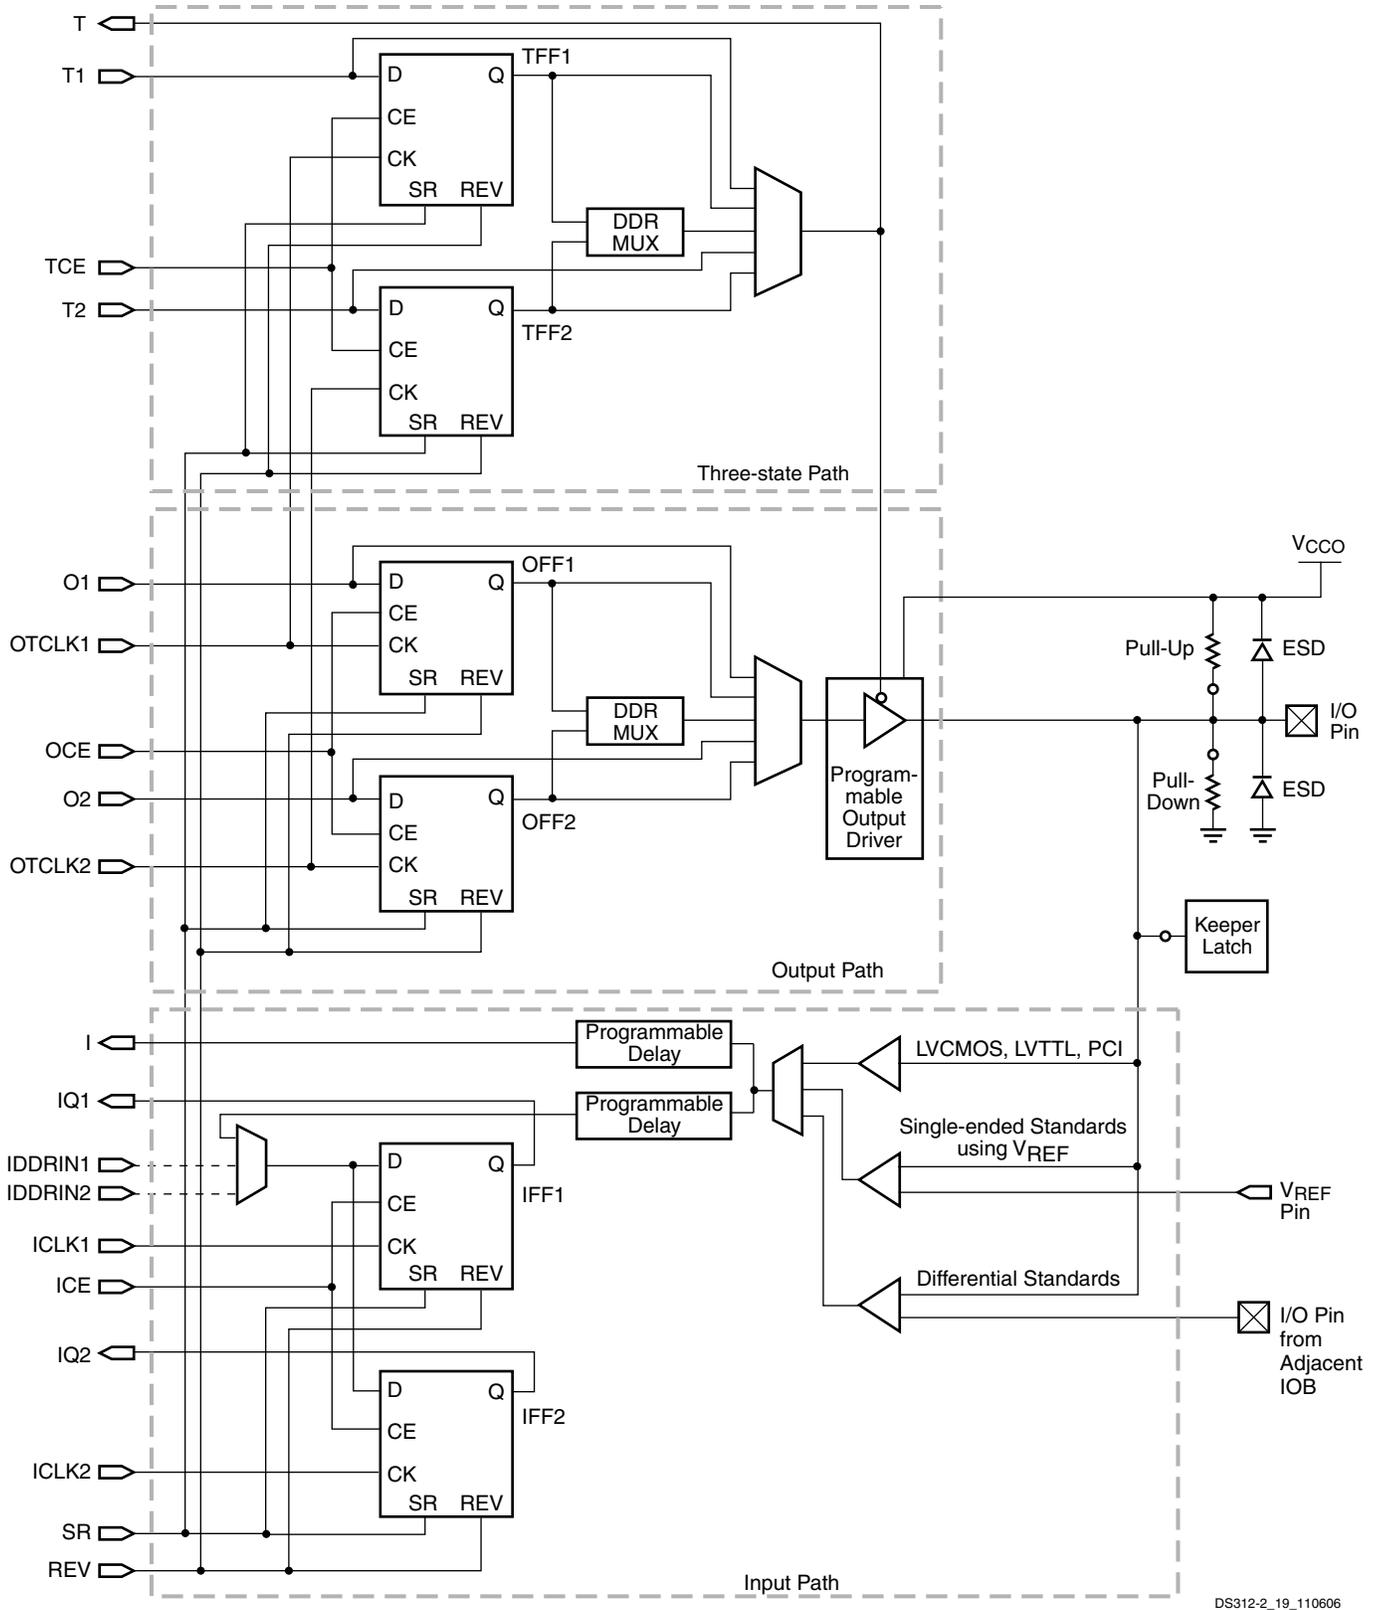 T
T1
D
Q
TFF1
CE
CK
SR REV
DDR
MUX
TCE
T2
D
Q
TFF2
CE
CK
SR REV
Three-state Path
O1
D
Q
OFF1
CE
OTCLK1
CK
SR REV
DDR
MUX
OCE
O2
D
Q
OFF2
CE
OTCLK2
CK
SR REV
Program-
mable
Output
Driver
Output Path
VCCO
Pull-Up
ESD
I/O
Pin
Pull-
Down
ESD
Keeper
Latch
I
Programmable
Delay
LVCMOS, LVTTL, PCI
IQ1
Programmable
Delay
Single-ended Standards
using VREF
IDDRIN1
IDDRIN2
D
Q
IFF1
CE
VREF
Pin
ICLK1
CK
SR REV
ICE
Differential Standards
I/O Pin
from
Adjacent
IOB
IQ2
D
Q
IFF2
CE
ICLK2
CK
SR REV
SR
REV
Input Path
DS312-2_19_110606